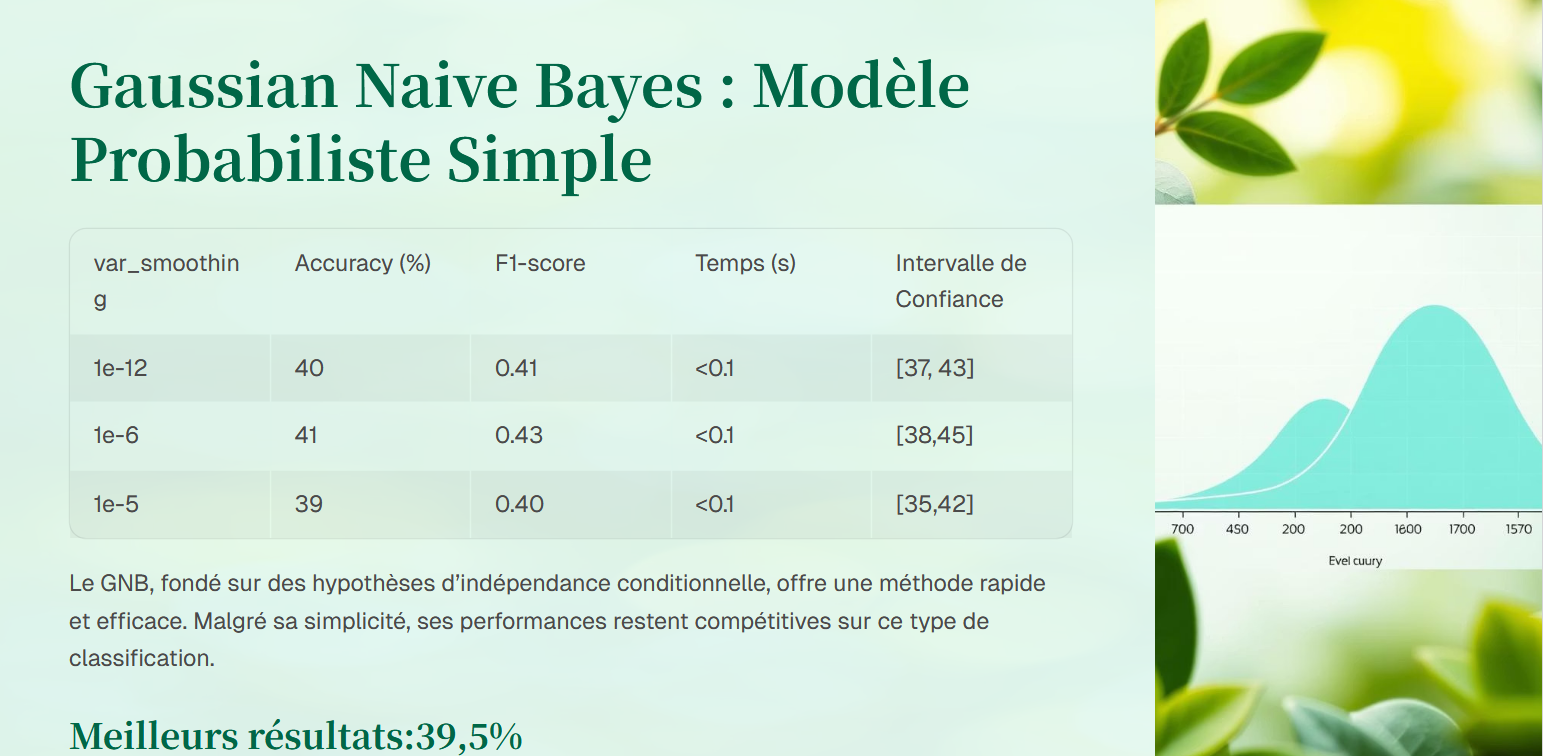 Gaussian Naive Bayes : Modèle
Probabiliste Simple
var_smoothin
g
Accuracy (%)
F1-score
Temps (s)
Intervalle de
Confiance
1e-12 40 0.41 <0.1 [37, 43]
1e-6 41 0.43 <0.1 [38,45]
1e-5 39 0.40 <0.1 [35,42]
Le GNB, fondé sur des hypothèses d’indépendance conditionnelle, offre une méthode rapide
et efficace. Malgré sa simplicité, ses performances restent compétitives sur ce type de
classification.
Meilleurs résultats:39,5%
700 450 200 200 1600 1700 1570
Evel cuury